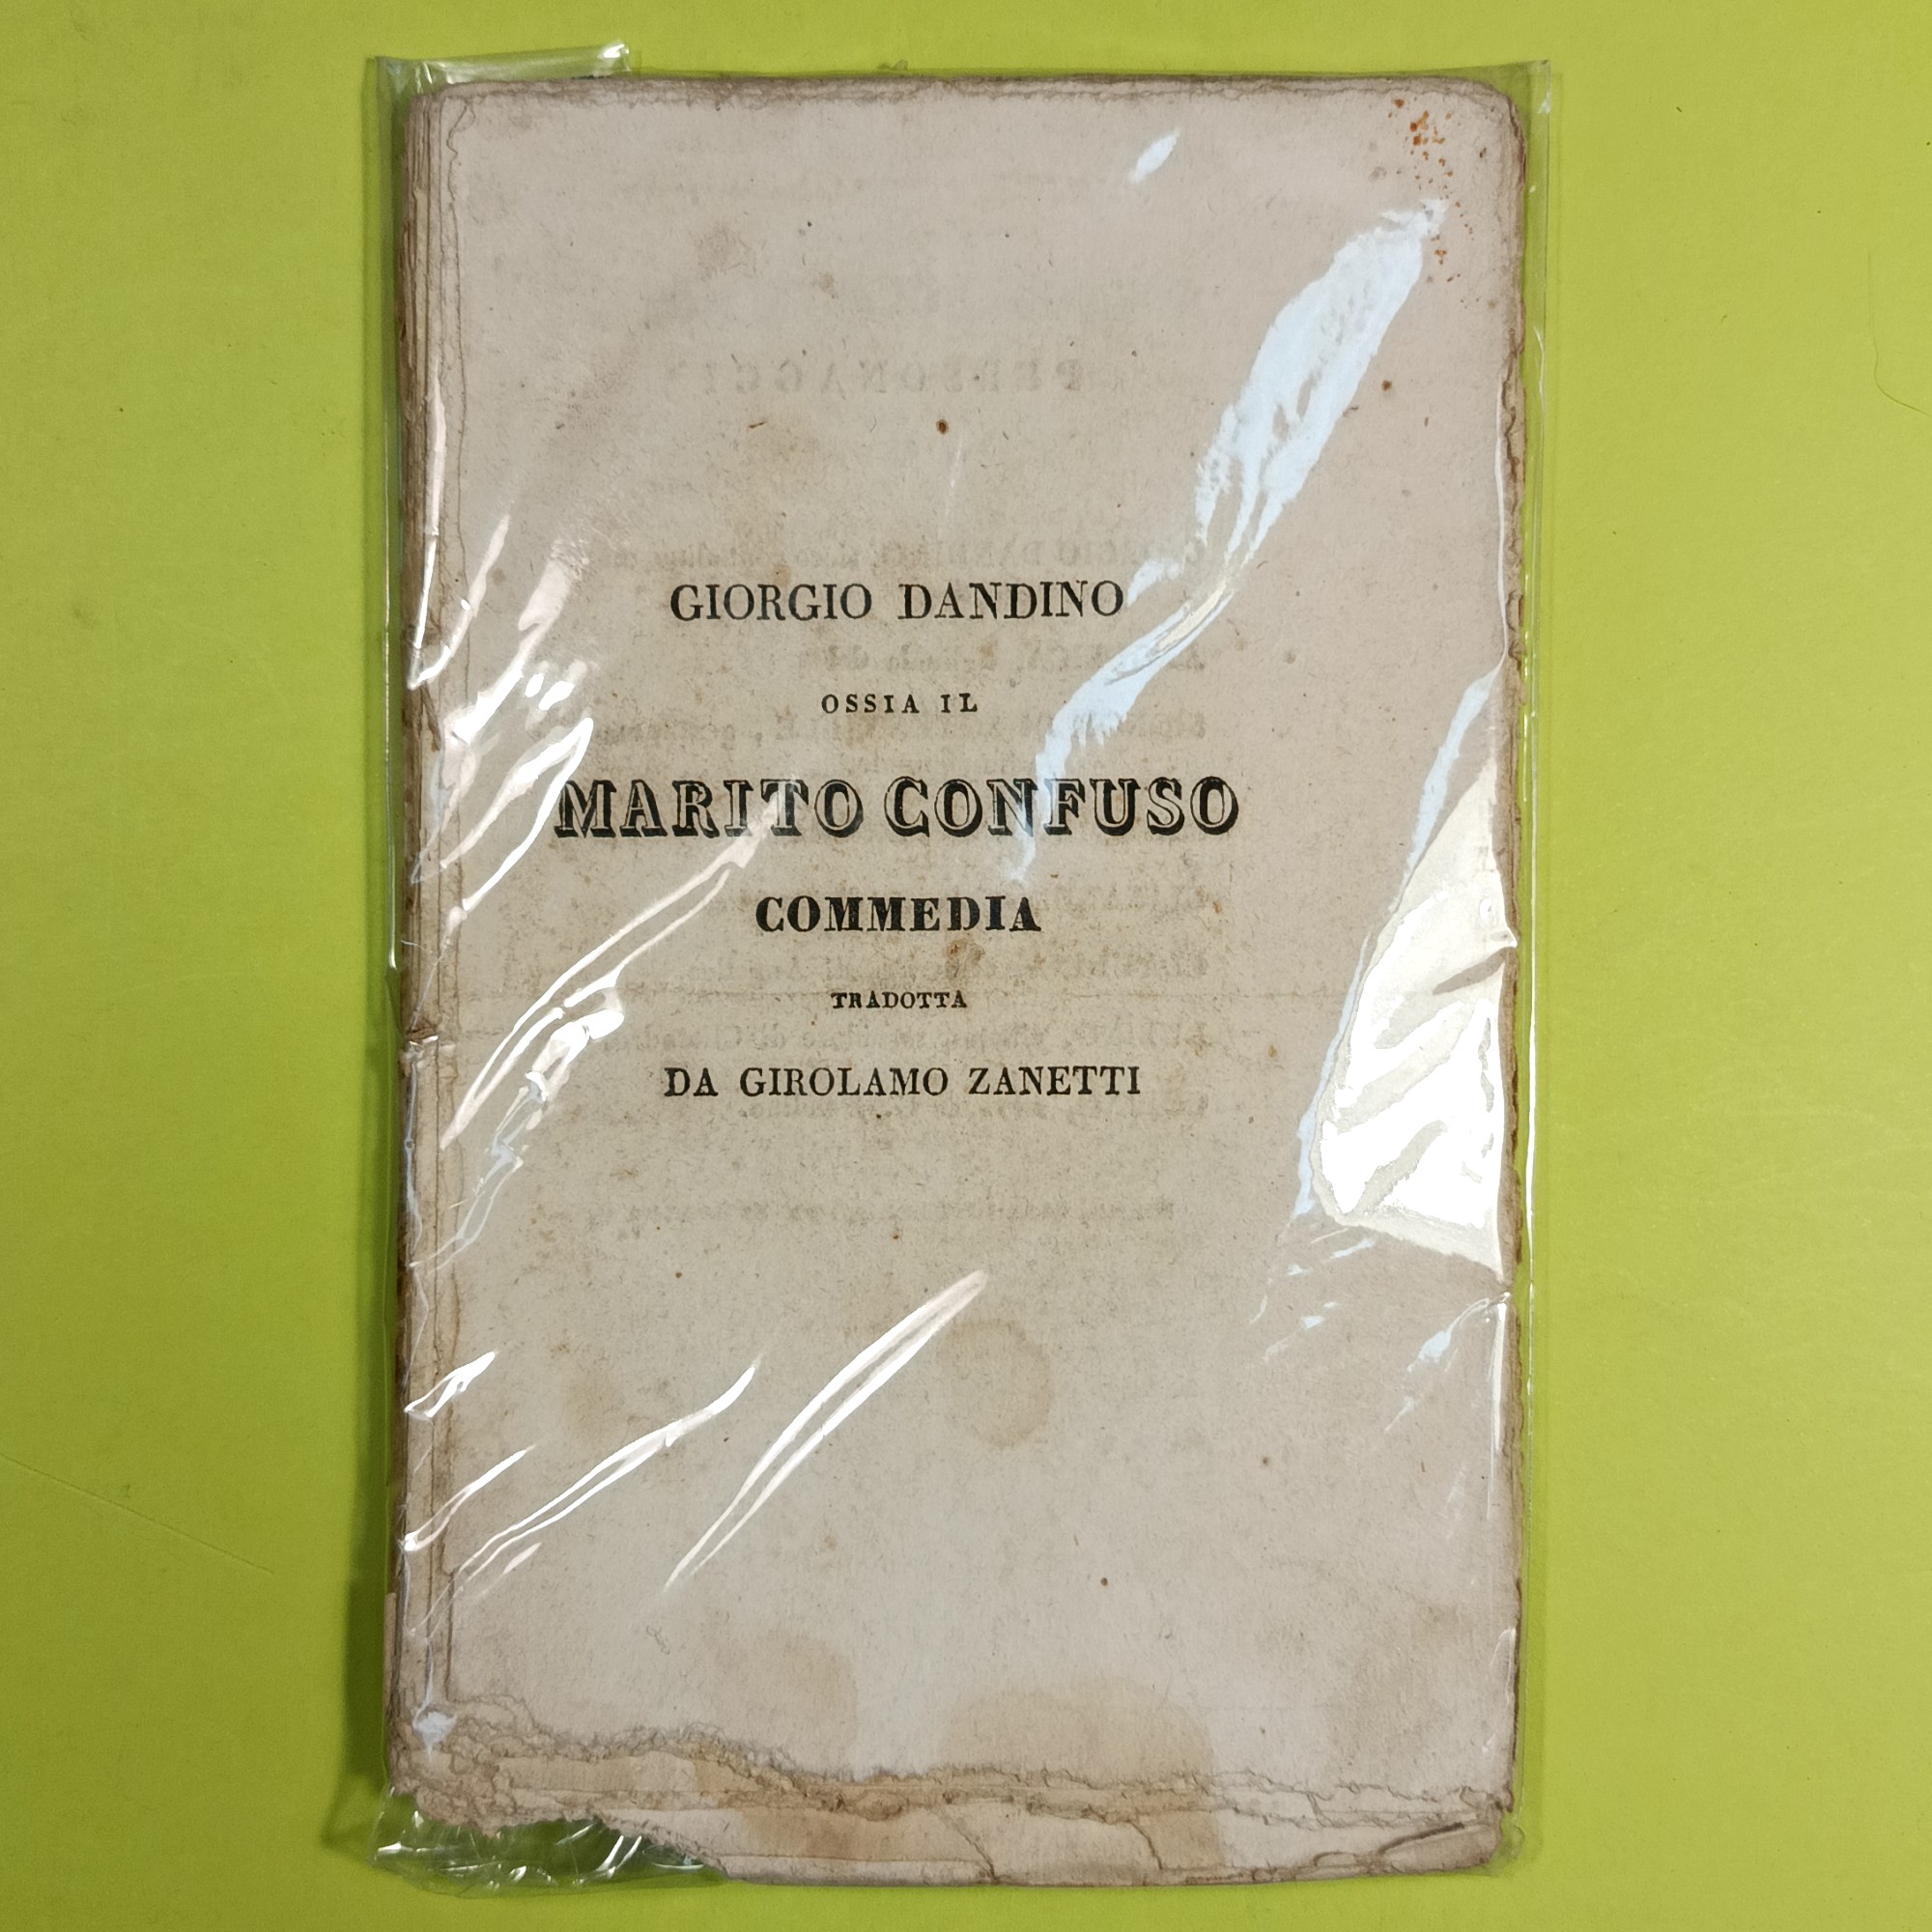 GIORGIO DANDINO
OSSIA IL
MARITO CONFUSO
COMMEDIA
TRADOTTA
DA GIROLAMO ZANETTI